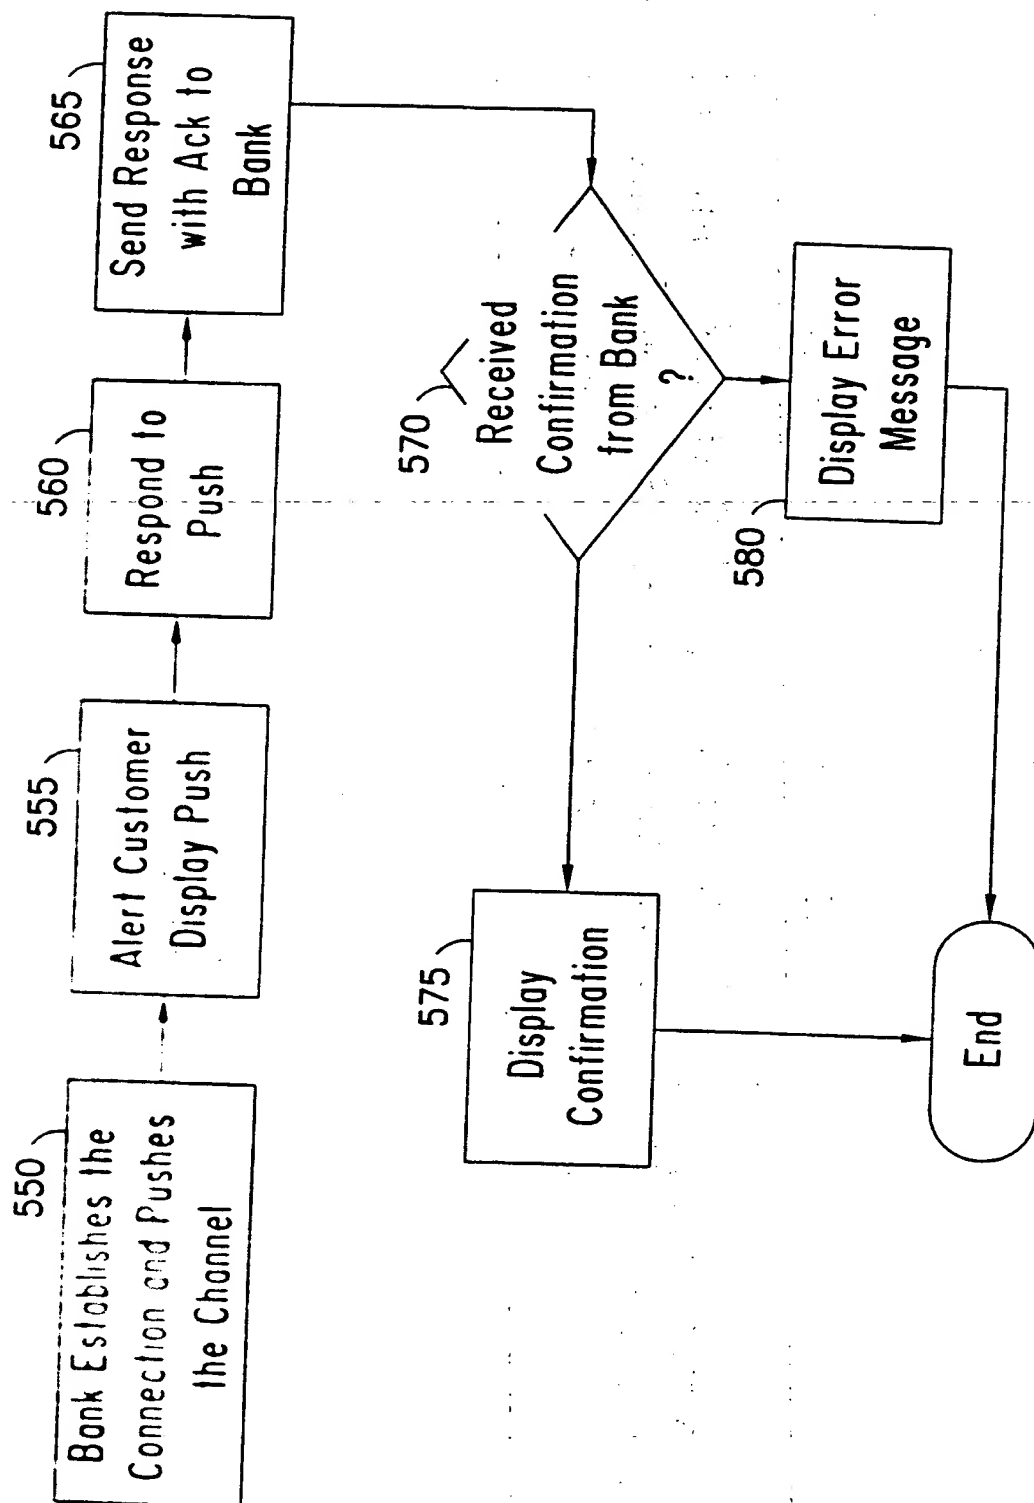 550
Bank Establishes the
Connection and Pushes
the Channel
555
Alert Customer
Display Push
560
Respond to
Push
565
Send Response
with Ack to
Bank
570
Received
Confirmation
from Bank
?
575
Display
Confirmation
580
Display Error
Message
End